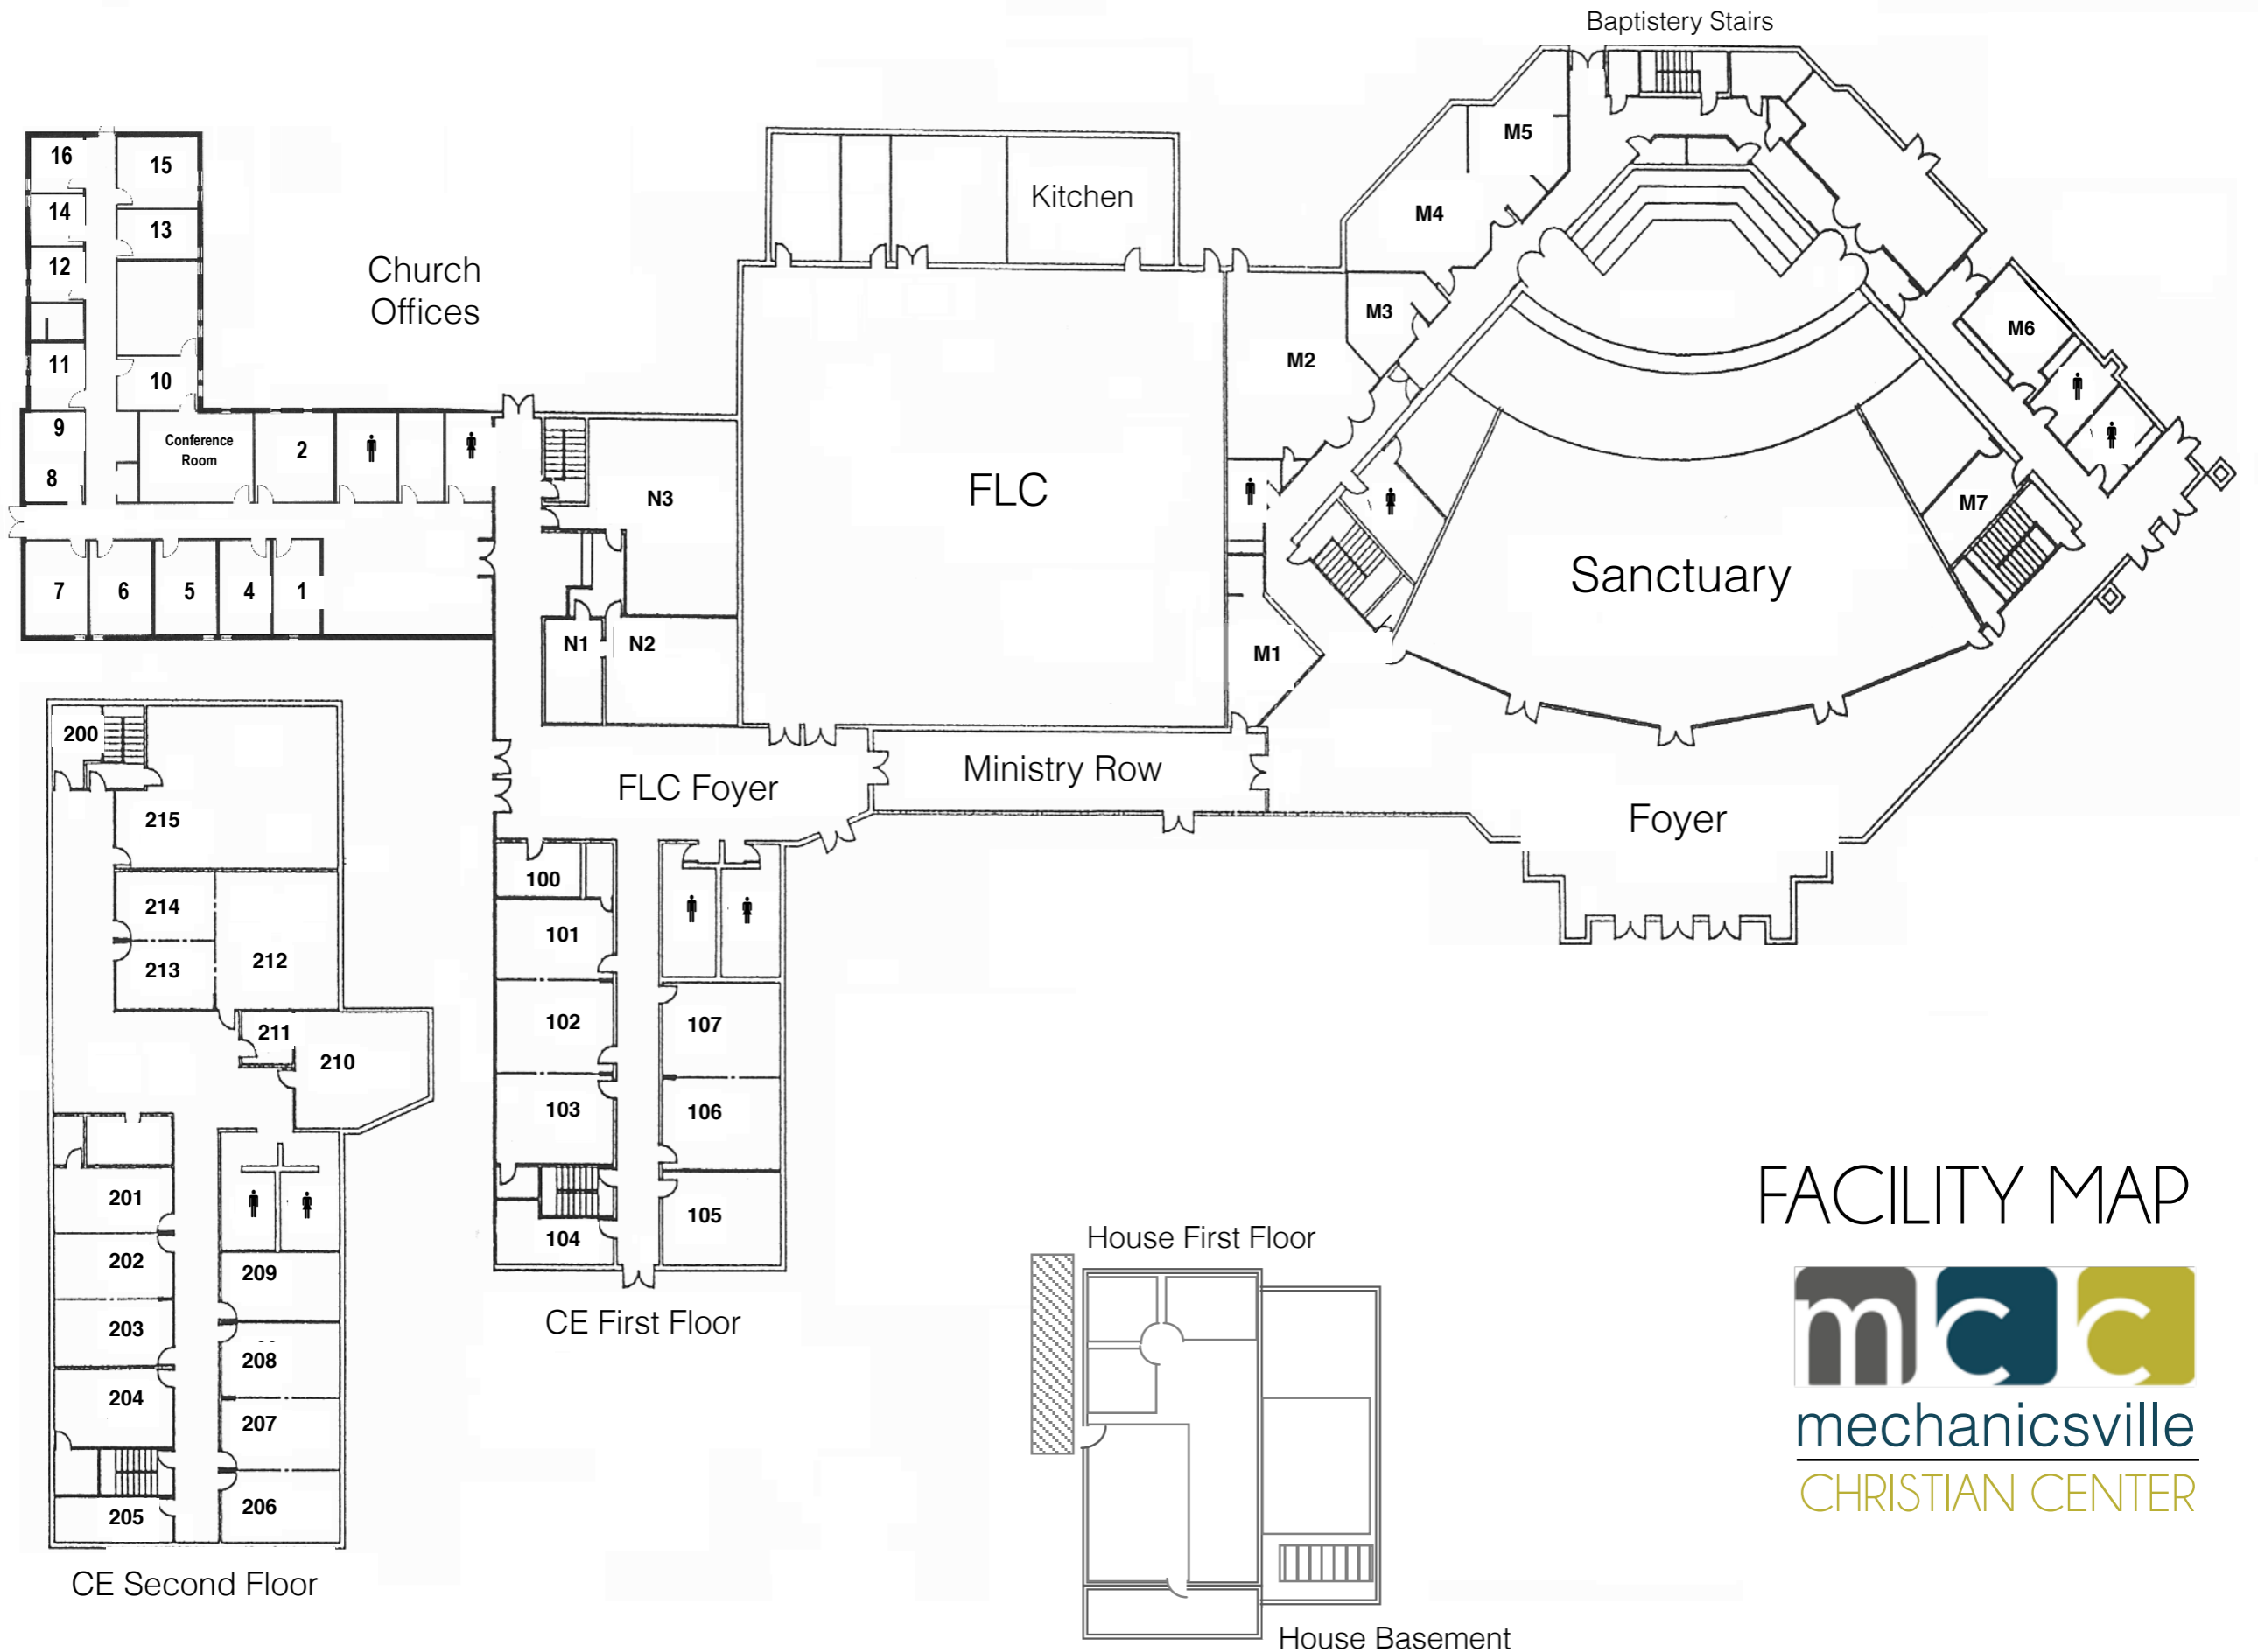 Baptistery Stairs
16
15
14
13
12
11
10
9
8
Conference
Room
2
7
6
5
4
1
Church
Offices
Kitchen
FLC
N3
N1
N2
M5
M4
M3
M2
M1
M6
M7
Sanctuary
FLC Foyer
Ministry Row
Foyer
200
215
214
213
212
211
210
201
202
203
204
205
209
208
207
206
CE Second Floor
100
101
102
103
104
107
106
105
CE First Floor
House First Floor
House Basement
FACILITY MAP
mcc
mechanicsville
CHRISTIAN CENTER